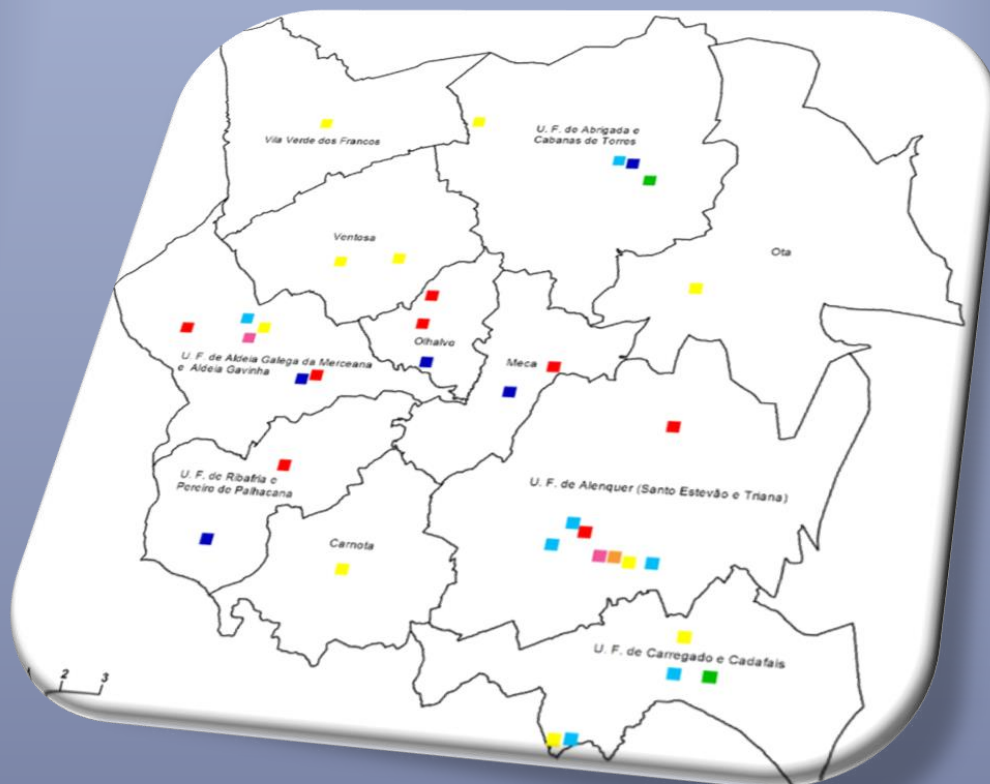 Vila Verde dos Francos
U. F. de Abrigada e
Cabanas de Torres
Ventosa
Ota
Olhalvo
Meca
U. F. de Aldeia Galega da Merceana
e Aldeia Gavinha
U. F. de Ribafria e
Pereiro de Palhacana
U. F. de Alenquer (Santo Estevão e Triana)
Carnota
U. F. de Carregado e Cadafais
2 3